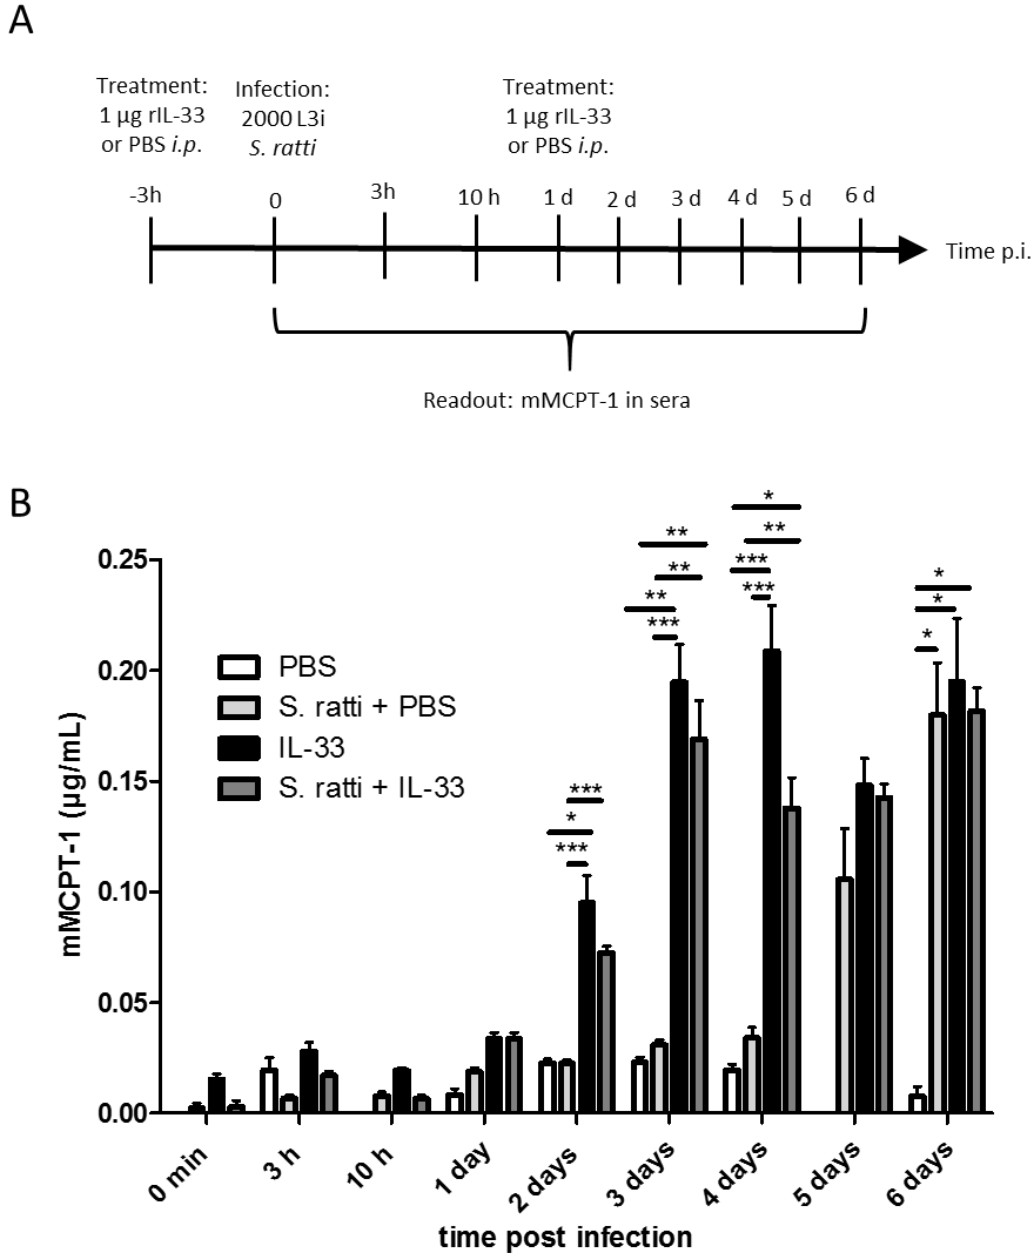 A
Treatment:
1 µg rIL-33
or PBS i.p.
Infection:
2000 L3i
S. ratti
Treatment:
1 µg rIL-33
or PBS i.p.
-3h 0 3h 10 h 1 d 2 d 3 d 4 d 5 d 6 d
Time p.i.
Readout: mMCPT-1 in sera
B
mMCPT-1 (µg/mL)
0.25
0.20
0.15
0.10
0.05
0.00
PBS
S. ratti + PBS
IL-33
S. ratti + IL-33
***
*
***
**
**
**
***
*
**
***
***
*
*
*
0 min 3 h 10 h 1 day 2 days 3 days 4 days 5 days 6 days
time post infection